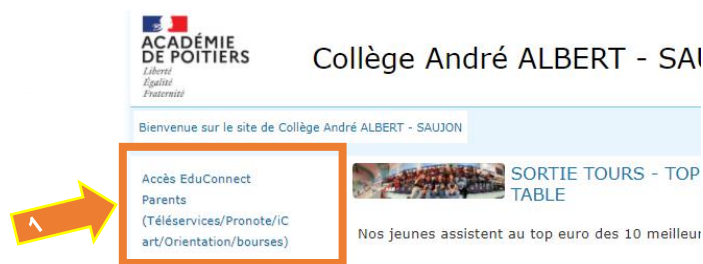 ACADÉMIE
DE POITIERS
Liberté
Égalité
Fraternité
Collège André ALBERT - SAU
Bienvenue sur le site de Collège André ALBERT - SAUJON
Accès EduConnect
Parents
(Téléservices/Pronote/iC
art/Orientation/bourses)
1
SORTIE TOURS - TOP
TABLE
Nos jeunes assistent au top euro des 10 meilleur